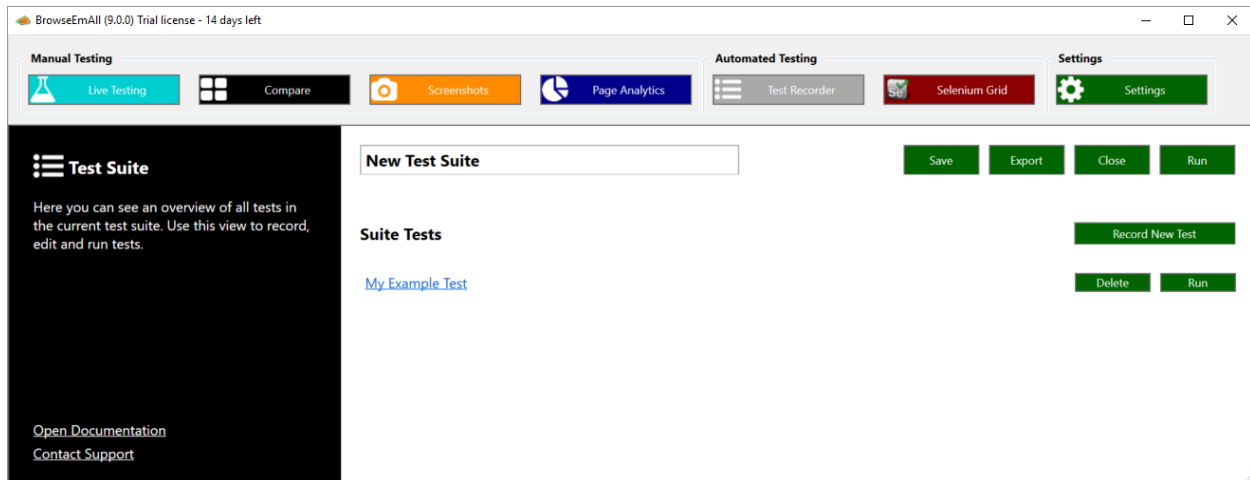 BrowseEmAll (9.0.0) Trial license - 14 days left
Manual Testing
Automated Testing
Settings
Live Testing
Compare
Screenshots
Page Analytics
Test Recorder
Se
Selenium Grid
Settings
Test Suite
Here you can see an overview of all tests in
the current test suite. Use this view to record,
edit and run tests.
Open Documentation
Contact Support
New Test Suite
Save
Export
Close
Run
Suite Tests
Record New Test
My Example Test
Delete
Run